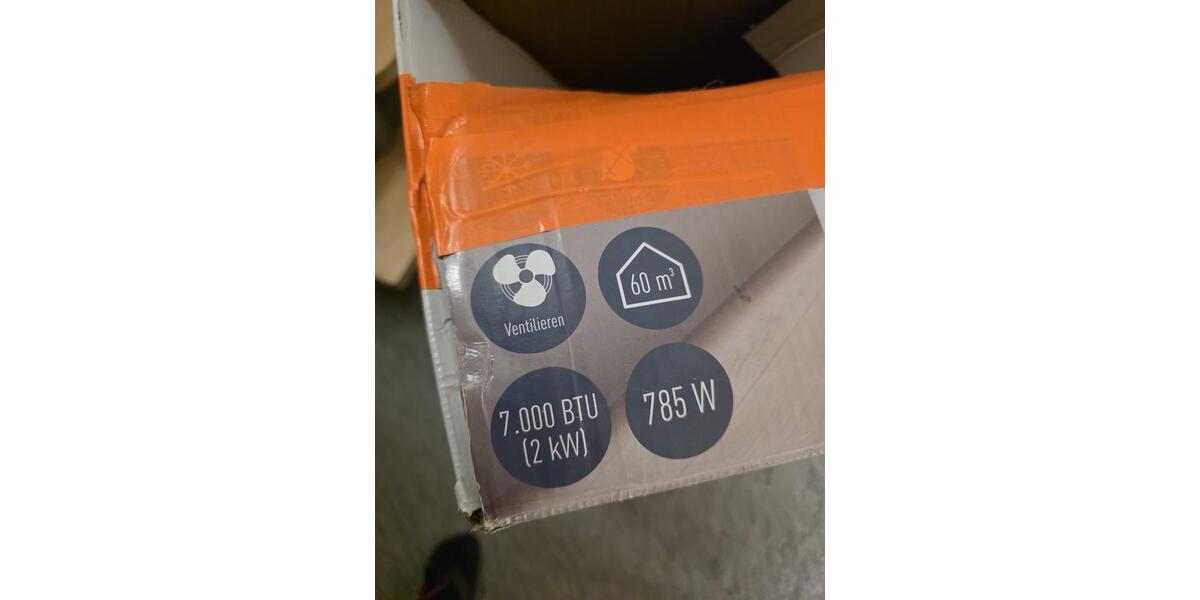 Ventilieren
60 m³
7.000 BTU
(2 kW)
785 W